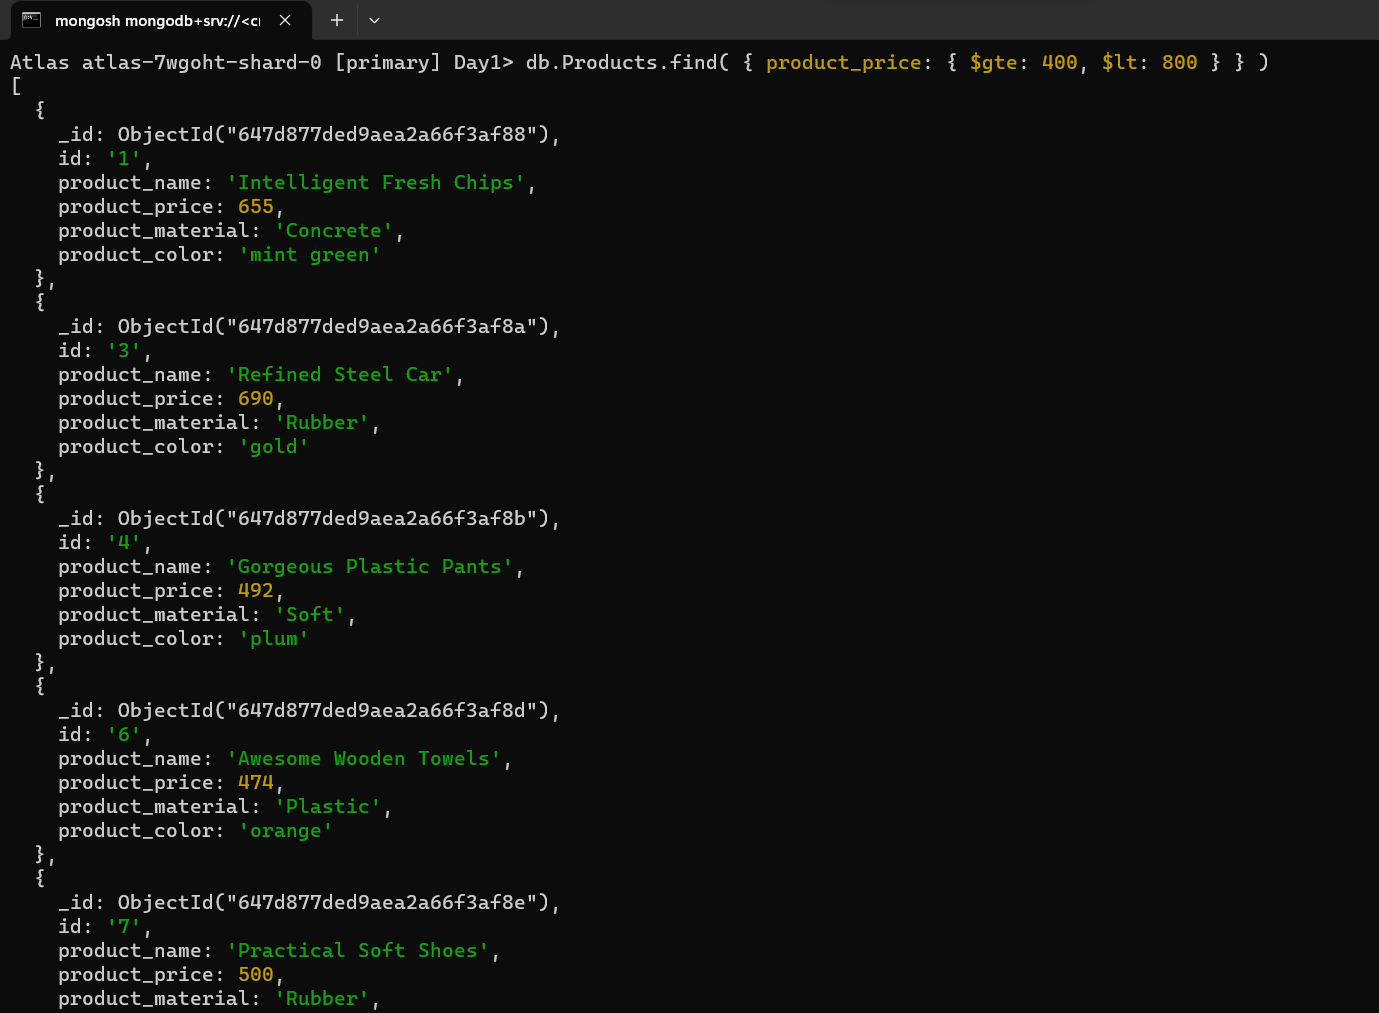 mongosh mongodb+srv://<cr
Atlas atlas-7wgoht-shard-0 [primary] Day1> db.Products.find( { product_price: { $gte: 400, $lt: 800 } } )
[
  {
    _id: ObjectId("647d877ded9aea2a66f3af88"),
    id: '1',
    product_name: 'Intelligent Fresh Chips',
    product_price: 655,
    product_material: 'Concrete',
    product_color: 'mint green'
  },
  {
    _id: ObjectId("647d877ded9aea2a66f3af8a"),
    id: '3',
    product_name: 'Refined Steel Car',
    product_price: 690,
    product_material: 'Rubber',
    product_color: 'gold'
  },
  {
    _id: ObjectId("647d877ded9aea2a66f3af8b"),
    id: '4',
    product_name: 'Gorgeous Plastic Pants',
    product_price: 492,
    product_material: 'Soft',
    product_color: 'plum'
  },
  {
    _id: ObjectId("647d877ded9aea2a66f3af8d"),
    id: '6',
    product_name: 'Awesome Wooden Towels',
    product_price: 474,
    product_material: 'Plastic',
    product_color: 'orange'
  },
  {
    _id: ObjectId("647d877ded9aea2a66f3af8e"),
    id: '7',
    product_name: 'Practical Soft Shoes',
    product_price: 500,
    product_material: 'Rubber',